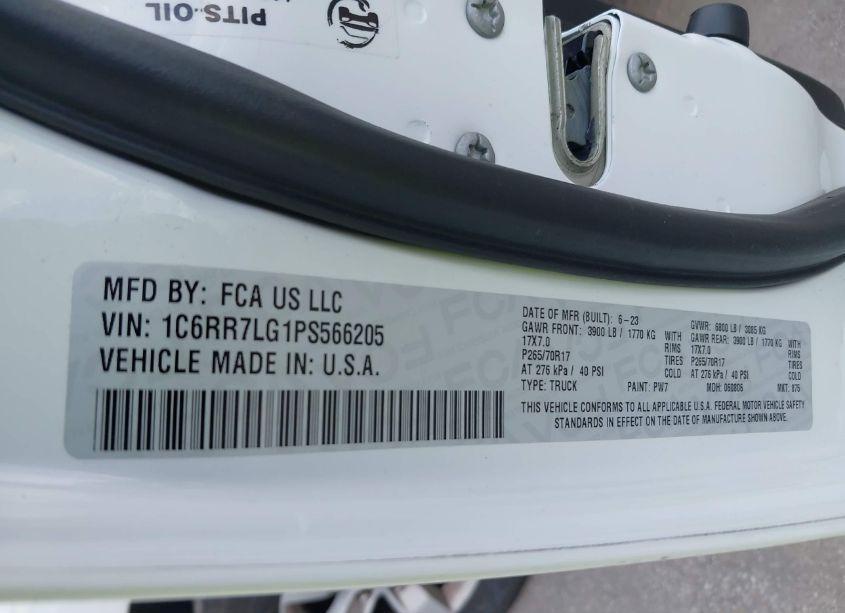 PITS-OIL
MFD BY: FCA US LLC
VIN: 1C6RR7LG1PS566205
VEHICLE MADE IN: U.S.A.
DATE OF MFR (BUILT): 6-23 GVWR: 6800 LB / 3085 KG
GAWR FRONT: 3900 LB / 1770 KG WITH GAWR REAR: 3900 LB / 1770 KG WITH
17X7.0 RIMS 17X7.0 RIMS
P265/70R17 TIRES P265/70R17 TIRES
AT 276 kPa / 40 PSI COLD AT 276 kPa / 40 PSI COLD
TYPE: TRUCK PAINT: PW7 MDH: 060806 MKT: 875
THIS VEHICLE CONFORMS TO ALL APPLICABLE U.S.A. FEDERAL MOTOR VEHICLE SAFETY
STANDARDS IN EFFECT ON THE DATE OF MANUFACTURE SHOWN ABOVE.